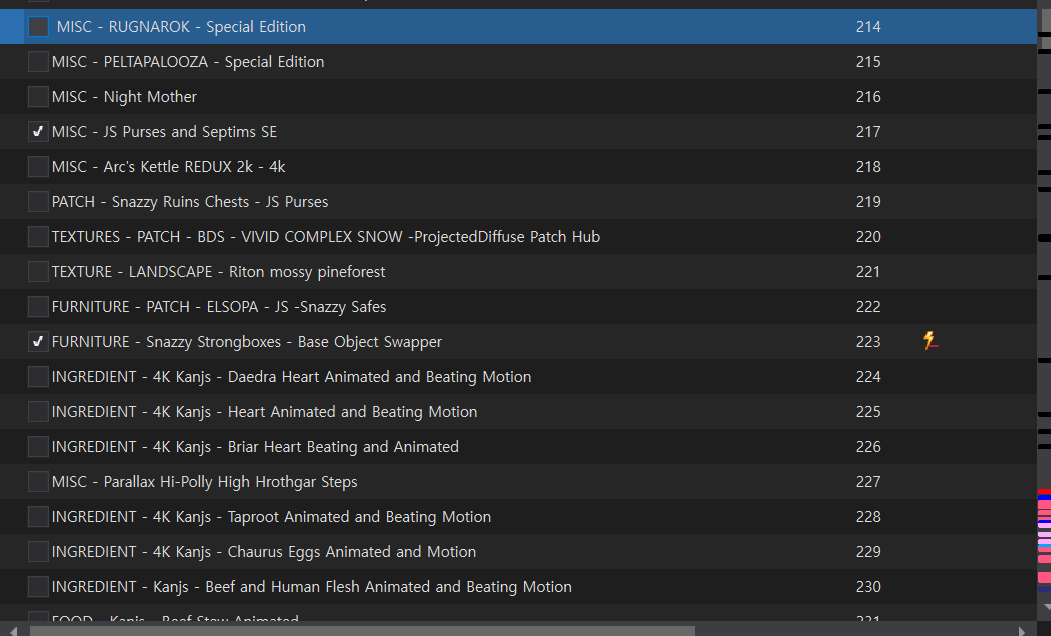 MISC - RUGNAROK - Special Edition 214
MISC - PELTAPALOOZA - Special Edition 215
MISC - Night Mother 216
MISC - JS Purses and Septims SE 217
MISC - Arc's Kettle REDUX 2k - 4k 218
PATCH - Snazzy Ruins Chests - JS Purses 219
TEXTURES - PATCH - BDS - VIVID COMPLEX SNOW -ProjectedDiffuse Patch Hub 220
TEXTURE - LANDSCAPE - Riton mossy pineforest 221
FURNITURE - PATCH - ELSOPA - JS -Snazzy Safes 222
FURNITURE - Snazzy Strongboxes - Base Object Swapper 223
INGREDIENT - 4K Kanjs - Daedra Heart Animated and Beating Motion 224
INGREDIENT - 4K Kanjs - Heart Animated and Beating Motion 225
INGREDIENT - 4K Kanjs - Briar Heart Beating and Animated 226
MISC - Parallax Hi-Polly High Hrothgar Steps 227
INGREDIENT - 4K Kanjs - Taproot Animated and Beating Motion 228
INGREDIENT - 4K Kanjs - Chaurus Eggs Animated and Motion 229
INGREDIENT - Kanjs - Beef and Human Flesh Animated and Beating Motion 230
FOOD - Kanjs - Beef Stew Animated 231